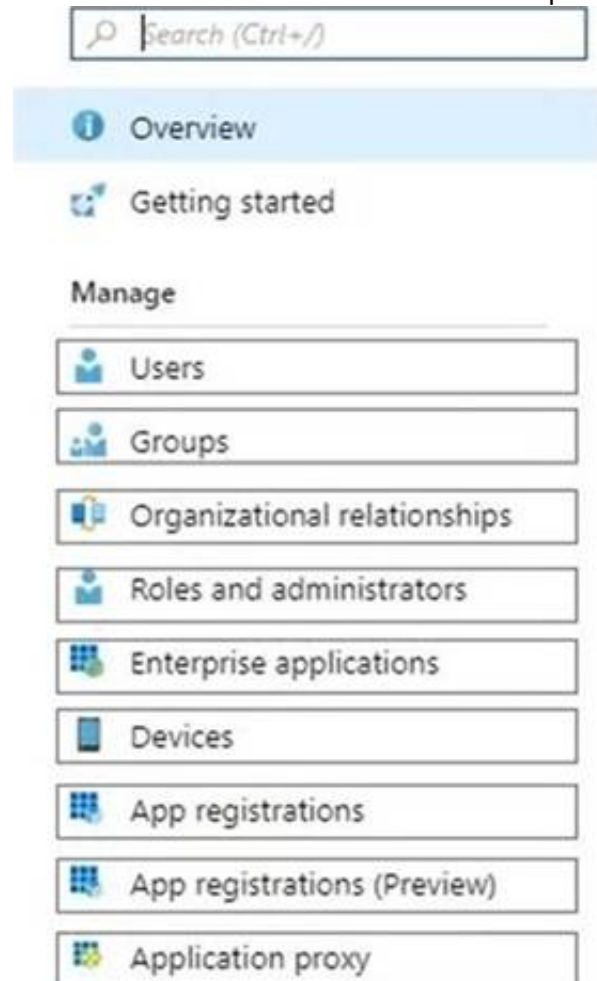 Search (Ctrl+/)
Overview
Getting started
Manage
Users
Groups
Organizational relationships
Roles and administrators
Enterprise applications
Devices
App registrations
App registrations (Preview)
Application proxy